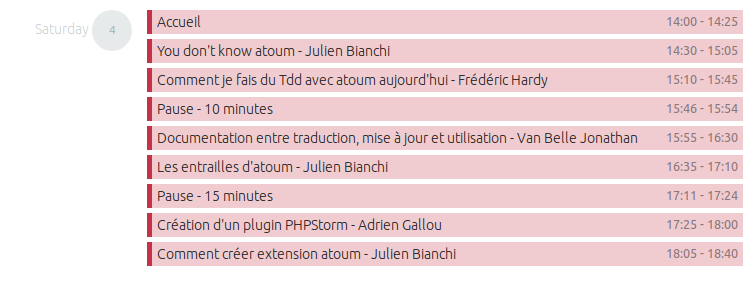 Saturday 4
Accueil 14:00 - 14:25
You don't know atoum - Julien Bianchi 14:30 - 15:05
Comment je fais du Tdd avec atoum aujourd'hui - Frédéric Hardy 15:10 - 15:45
Pause - 10 minutes 15:46 - 15:54
Documentation entre traduction, mise à jour et utilisation - Van Belle Jonathan 15:55 - 16:30
Les entrailles d'atoum - Julien Bianchi 16:35 - 17:10
Pause - 15 minutes 17:11 - 17:24
Création d'un plugin PHPStorm - Adrien Gallou 17:25 - 18:00
Comment créer extension atoum - Julien Bianchi 18:05 - 18:40